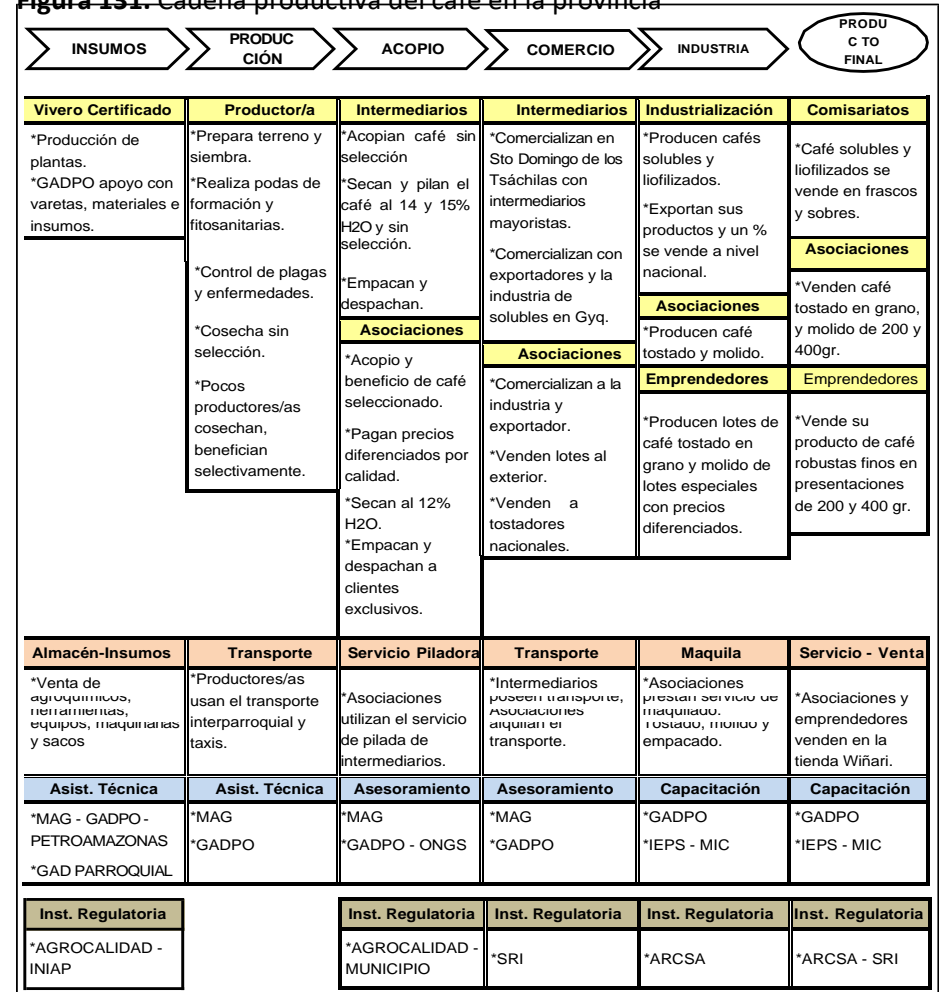 Figura 131. Cadena productiva del café en la provincia
INSUMOS
PRODUC
CIÓN
ACOPIO
COMERCIO
INDUSTRIA
PRODU
C TO
FINAL
Vivero Certificado
*Producción de
plantas.
*GADPO apoyo con
varetas, materiales e
insumos.
Productor/a
*Prepara terreno y
siembra.
*Realiza podas de
formación y
fitosanitarias.
*Control de plagas
y enfermedades.
*Cosecha sin
selección.
*Pocos
productores/as
cosechan,
benefician
selectivamente.
Intermediarios
*Acopian café sin
selección
*Secan y pilan el
café al 14 y 15%
H2O y sin
selección.
*Empacan y
despachan.
Asociaciones
*Acopio y
beneficio de café
seleccionado.
*Pagan precios
diferenciados por
calidad.
*Secan al 12%
H2O.
*Empacan y
despachan a
clientes
exclusivos.
Intermediarios
*Comercializan en
Sto Domingo de los
Tsáchilas con
intermediarios
mayoristas.
*Comercializan con
exportadores y la
industria de
solubles en Gyq.
Asociaciones
*Comercializan a la
industria y
exportador.
*Venden lotes al
exterior.
*Venden a
tostadores
nacionales.
Industrialización
*Producen cafés
solubles y
liofilizados.
*Exportan sus
productos y un %
se vende a nivel
nacional.
Asociaciones
*Producen café
tostado y molido.
Emprendedores
*Producen lotes de
café tostado en
grano y molido de
lotes especiales
con precios
diferenciados.
Comisariatos
*Café solubles y
liofilizados se
vende en frascos
y sobres.
Asociaciones
*Venden café
tostado en grano,
y molido de 200 y
400gr.
Emprendedores
*Vende su
producto de café
robustas finos en
presentaciones
de 200 y 400 gr.
Almacén-Insumos
*Venta de
agroquímicos,
herramientas,
equipos, maquinarias
y sacos
Transporte
*Productores/as
usan el transporte
interparroquial y
taxis.
Servicio Piladora
*Asociaciones
utilizan el servicio
de pilada de
intermediarios.
Transporte
*Intermediarios
poseen transporte,
Asociaciones
alquilan el
transporte.
Maquila
*Asociaciones
prestan servicio de
maquilado.
Tostado, molido y
empacado.
Servicio - Venta
*Asociaciones y
emprendedores
venden en la
tienda Wiñari.
Asist. Técnica
*MAG - GADPO -
PETROAMAZONAS
*GAD PARROQUIAL
Asist. Técnica
*MAG
*GADPO
Asesoramiento
*MAG
*GADPO - ONGS
Asesoramiento
*MAG
*GADPO
Capacitación
*GADPO
*IEPS - MIC
Capacitación
*GADPO
*IEPS - MIC
Inst. Regulatoria
*AGROCALIDAD -
INIAP
Inst. Regulatoria
*AGROCALIDAD -
MUNICIPIO
Inst. Regulatoria
*SRI
Inst. Regulatoria
*ARCSA
Inst. Regulatoria
*ARCSA - SRI